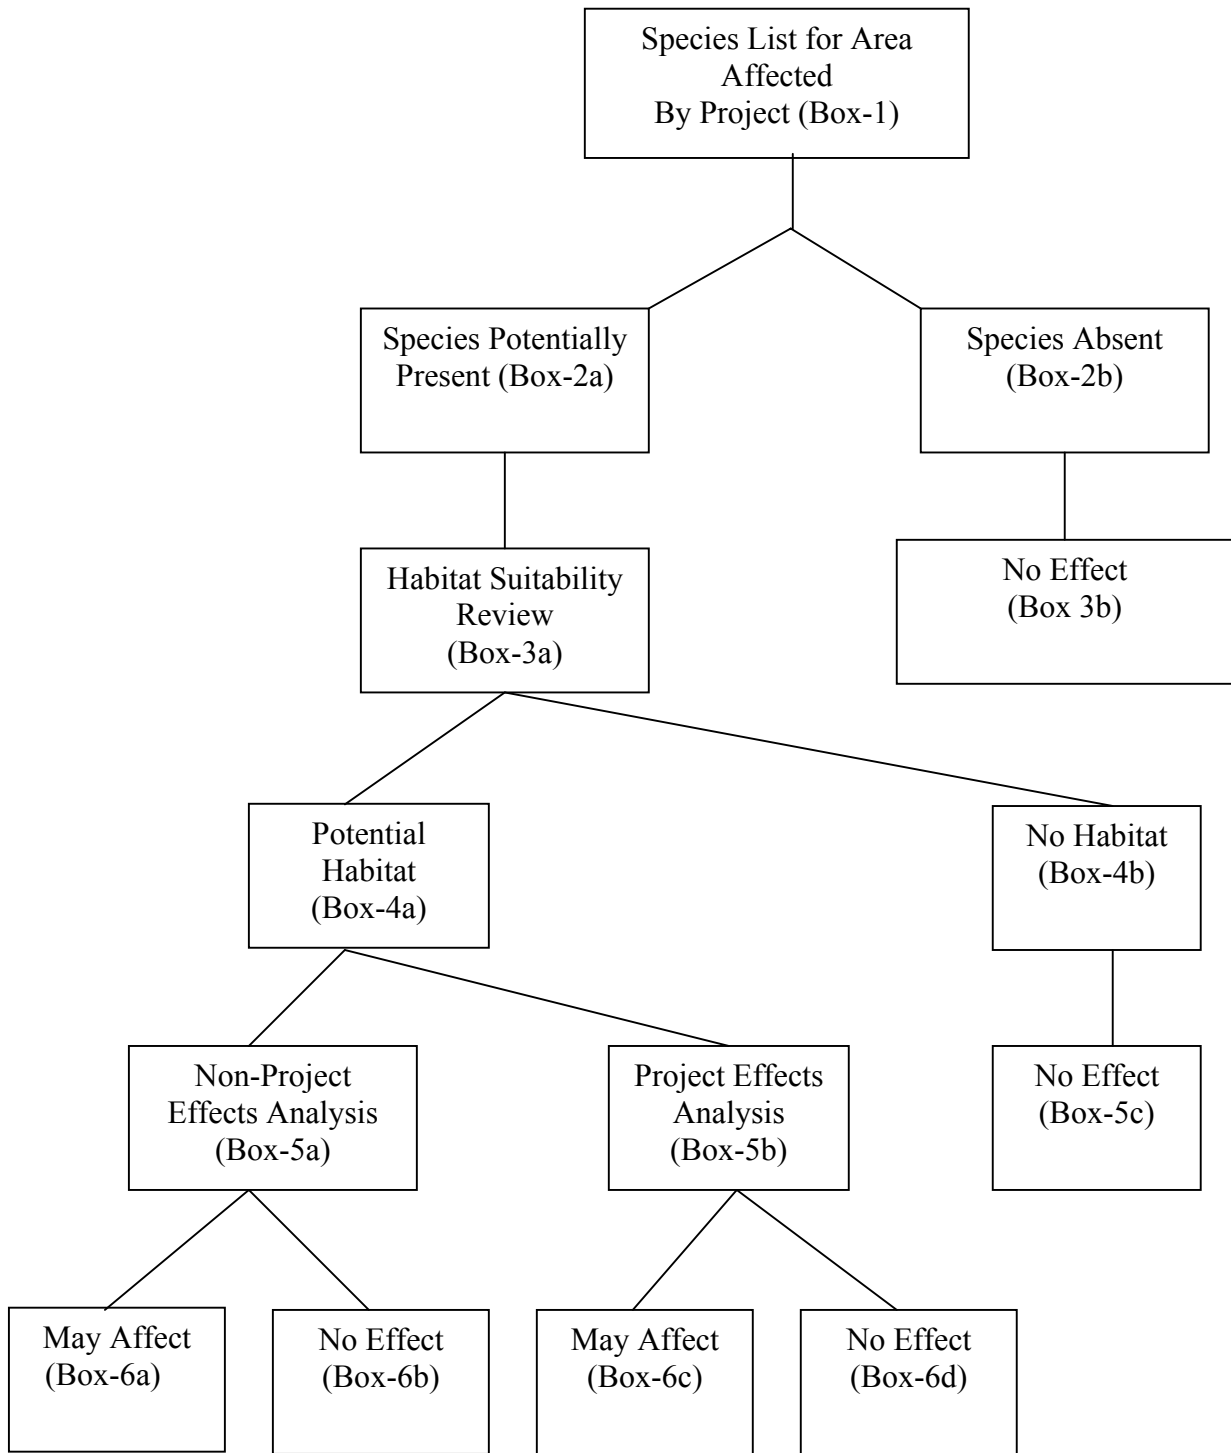 Species List for Area
Affected
By Project (Box-1)
Species Potentially
Present (Box-2a)
Species Absent
(Box-2b)
Habitat Suitability
Review
(Box-3a)
No Effect
(Box 3b)
Potential
Habitat
(Box-4a)
No Habitat
(Box-4b)
Non-Project
Effects Analysis
(Box-5a)
Project Effects
Analysis
(Box-5b)
No Effect
(Box-5c)
May Affect
(Box-6a)
No Effect
(Box-6b)
May Affect
(Box-6c)
No Effect
(Box-6d)